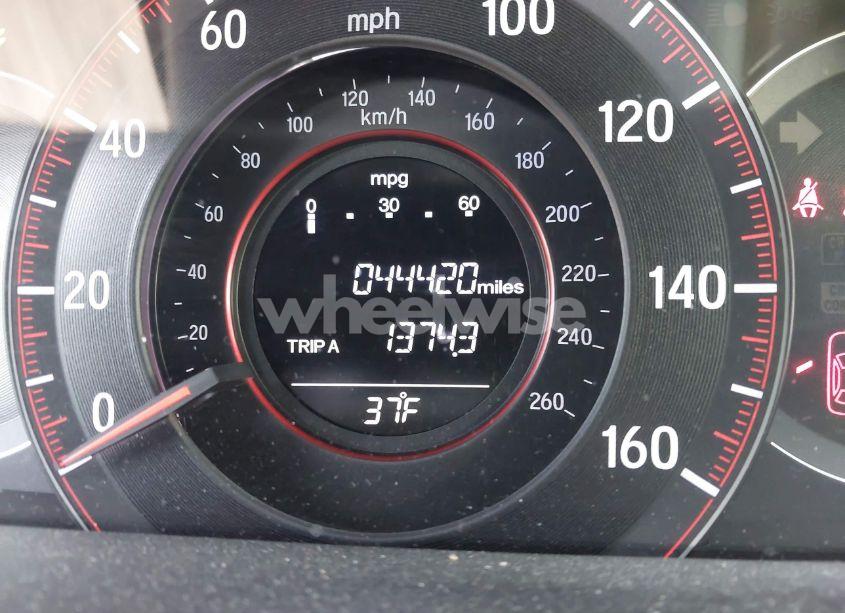 60 mph 100
40 120
20 140
0 160
100 120 140 160
km/h
80 180
60 200
40 220
20 240
260
mpg
0 30 60
044420 miles
wheelwise
TRIP A 1374.3
37°F